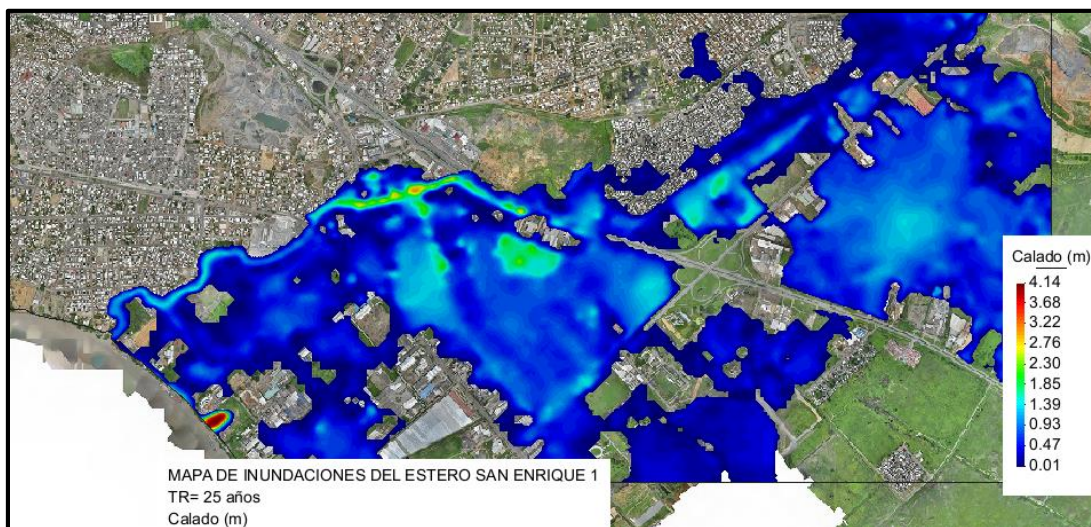 Calado (m)
4.14
3.68
3.22
2.76
2.30
1.85
1.39
0.93
0.47
0.01
MAPA DE INUNDACIONES DEL ESTERO SAN ENRIQUE 1
TR= 25 años
Calado (m)